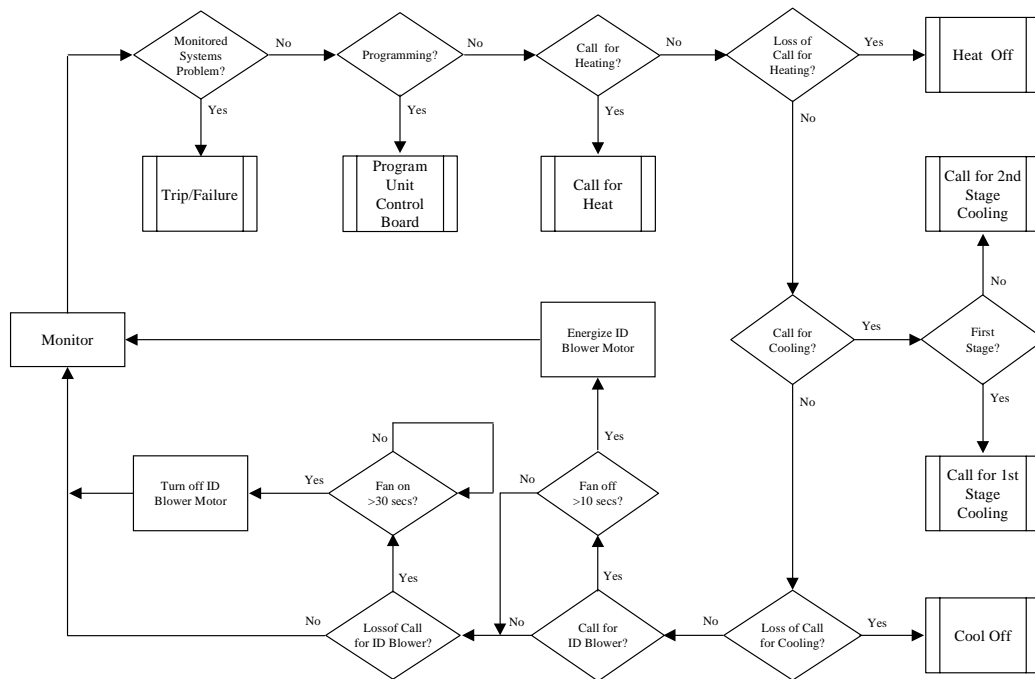 Monitored
Systems
Problem?
No
Programming?
No
Call for
Heating?
No
Loss of
Call for
Heating?
Yes
Heat Off
Yes
Yes
Yes
No
Trip/Failure
Program
Unit
Control
Board
Call for
Heat
Call for 2nd
Stage
Cooling
No
Monitor
Energize ID
Blower Motor
Call for
Cooling?
Yes
First
Stage?
No
Yes
No
Yes
Turn off ID
Blower Motor
Yes
Fan on
>30 secs?
No
Fan off
>10 secs?
Call for 1st
Stage
Cooling
Yes
Yes
No
Lossof Call
for ID Blower?
No
Call for
ID Blower?
No
Loss of Call
for Cooling?
Yes
Cool Off